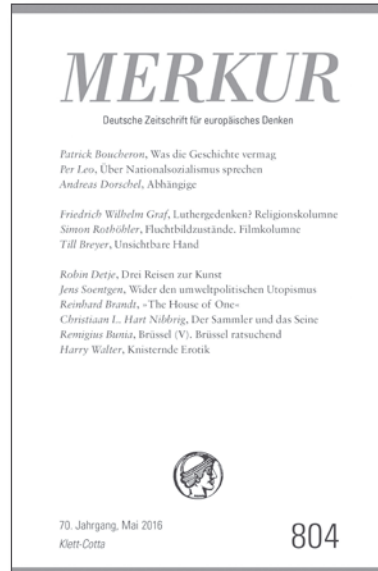 MERKUR
Deutsche Zeitschrift für europäisches Denken
Patrick Boucheron, Was die Geschichte vermag
Per Leo, Über Nationalsozialismus sprechen
Andreas Dorschel, Abhängige
Friedrich Wilhelm Graf, Luthergedenken? Religionskolumne
Simon Rothöhler, Fluchtbildzustände. Filmkolumne
Till Breyer, Unsichtbare Hand
Robin Detje, Drei Reisen zur Kunst
Jens Soentgen, Wider den umweltpolitischen Utopismus
Reinhard Brandt, »The House of One«
Christiaan L. Hart Nibbrig, Der Sammler und das Seine
Remigius Bunia, Brüssel (V). Brüssel ratsuchend
Harry Walter, Knisternde Erotik
70. Jahrgang, Mai 2016
Klett-Cotta
804